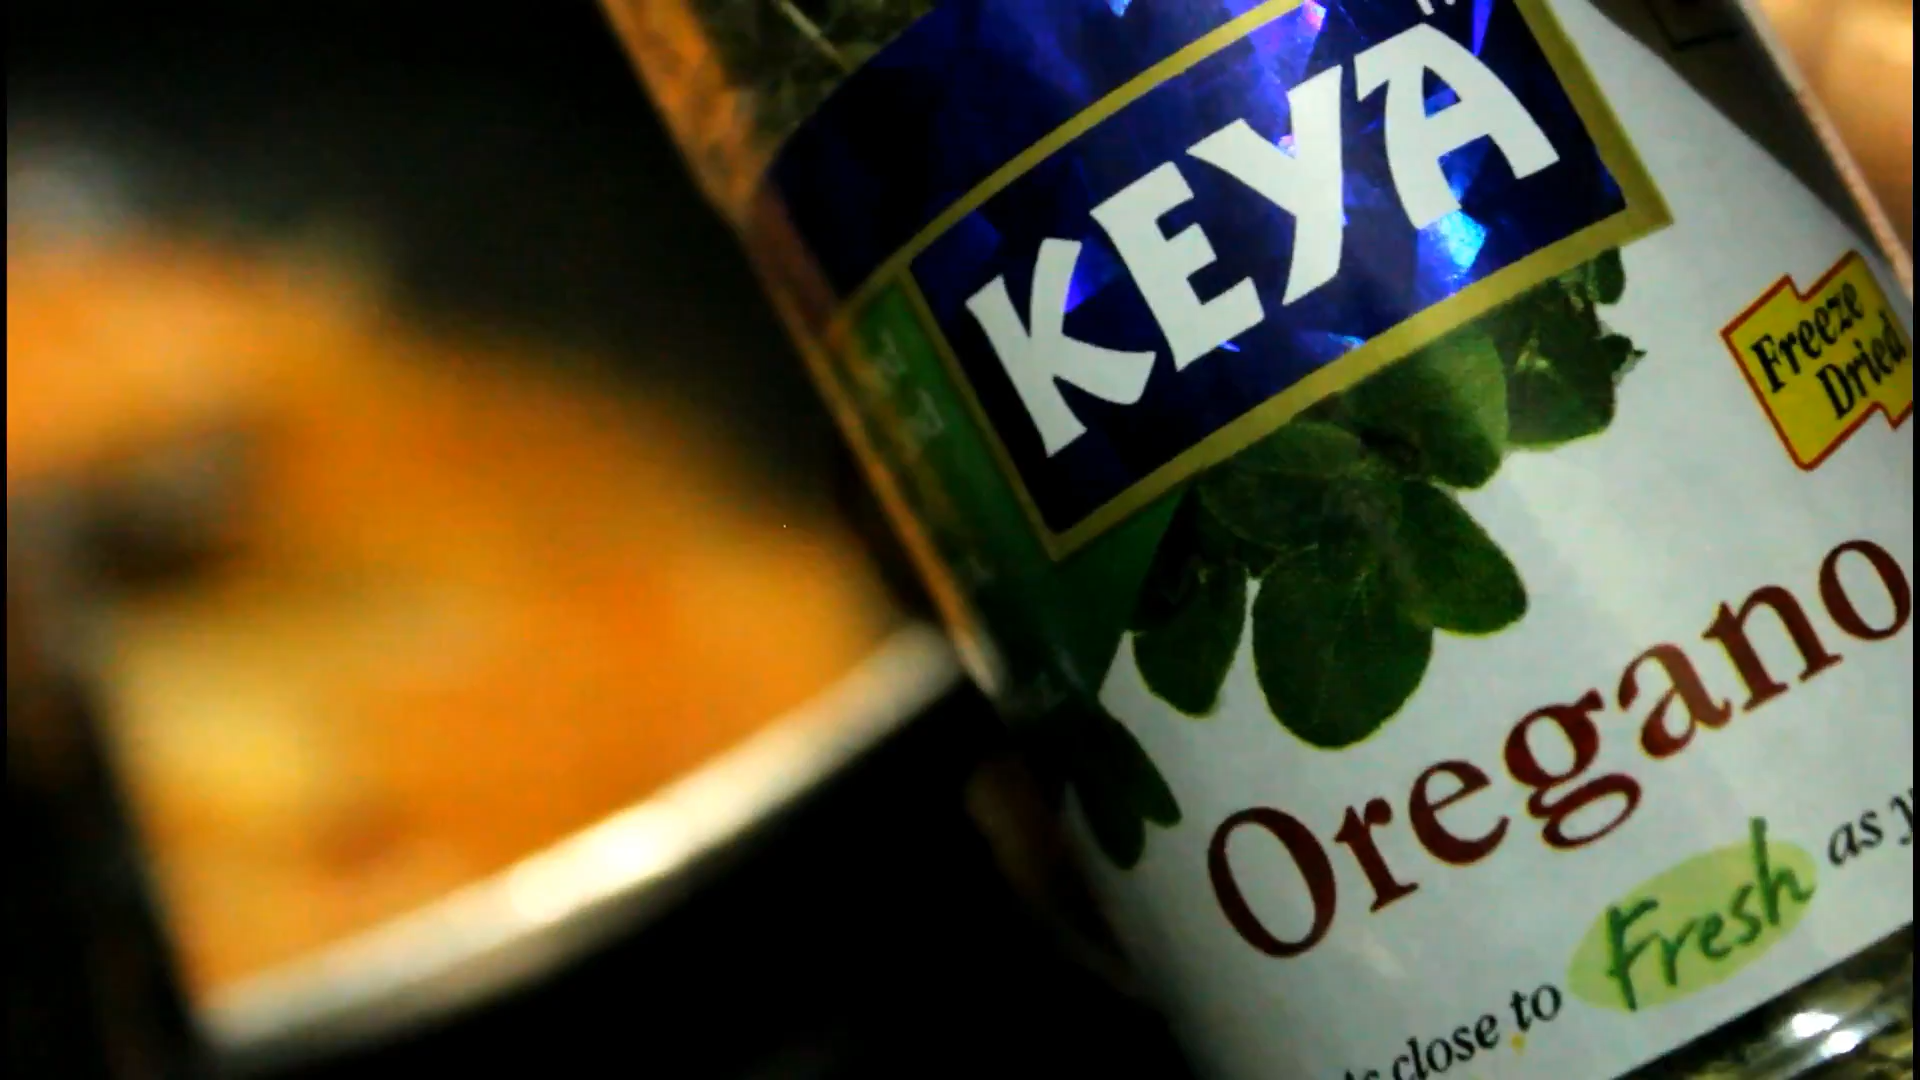 KEYA
Freeze
Dried
Oregano
close to Fresh as